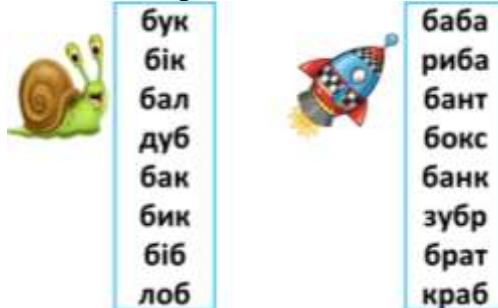 бук
бік
бал
дуб
бак
бик
біб
лоб
баба
риба
бант
бокс
банк
зубр
брат
краб